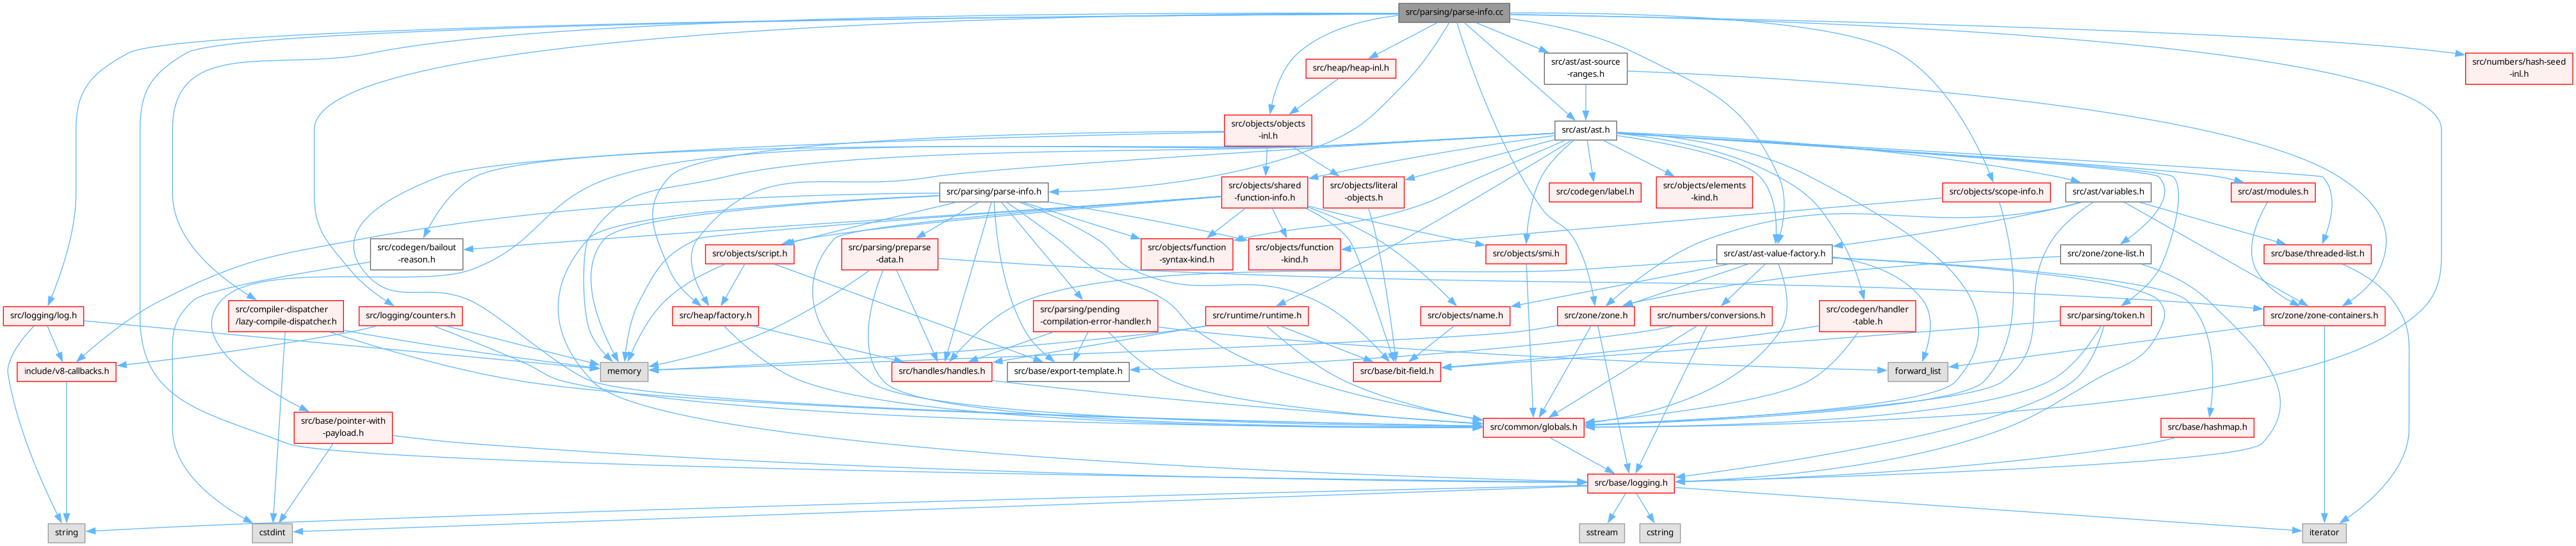 src/parsing/parse-info.cc
src/heap/heap-inl.h
src/ast/ast-source
-ranges.h
src/numbers/hash-seed
-inl.h
src/objects/objects
-inl.h
src/ast/ast.h
src/parsing/parse-info.h
src/objects/shared
-function-info.h
src/objects/literal
-objects.h
src/codegen/label.h
src/objects/elements
-kind.h
src/objects/scope-info.h
src/ast/variables.h
src/ast/modules.h
src/codegen/bailout
-reason.h
src/objects/script.h
src/parsing/preparse
-data.h
src/objects/function
-syntax-kind.h
src/objects/function
-kind.h
src/objects/smi.h
src/ast/ast-value-factory.h
src/zone/zone-list.h
src/base/threaded-list.h
src/logging/log.h
src/compiler-dispatcher
/lazy-compile-dispatcher.h
src/logging/counters.h
src/heap/factory.h
src/parsing/pending
-compilation-error-handler.h
src/runtime/runtime.h
src/objects/name.h
src/zone/zone.h
src/numbers/conversions.h
src/codegen/handler
-table.h
src/parsing/token.h
src/zone/zone-containers.h
include/v8-callbacks.h
memory
src/handles/handles.h
src/base/export-template.h
src/base/bit-field.h
forward_list
src/base/pointer-with
-payload.h
src/common/globals.h
src/base/hashmap.h
src/base/logging.h
string
cstdint
sstream
cstring
iterator